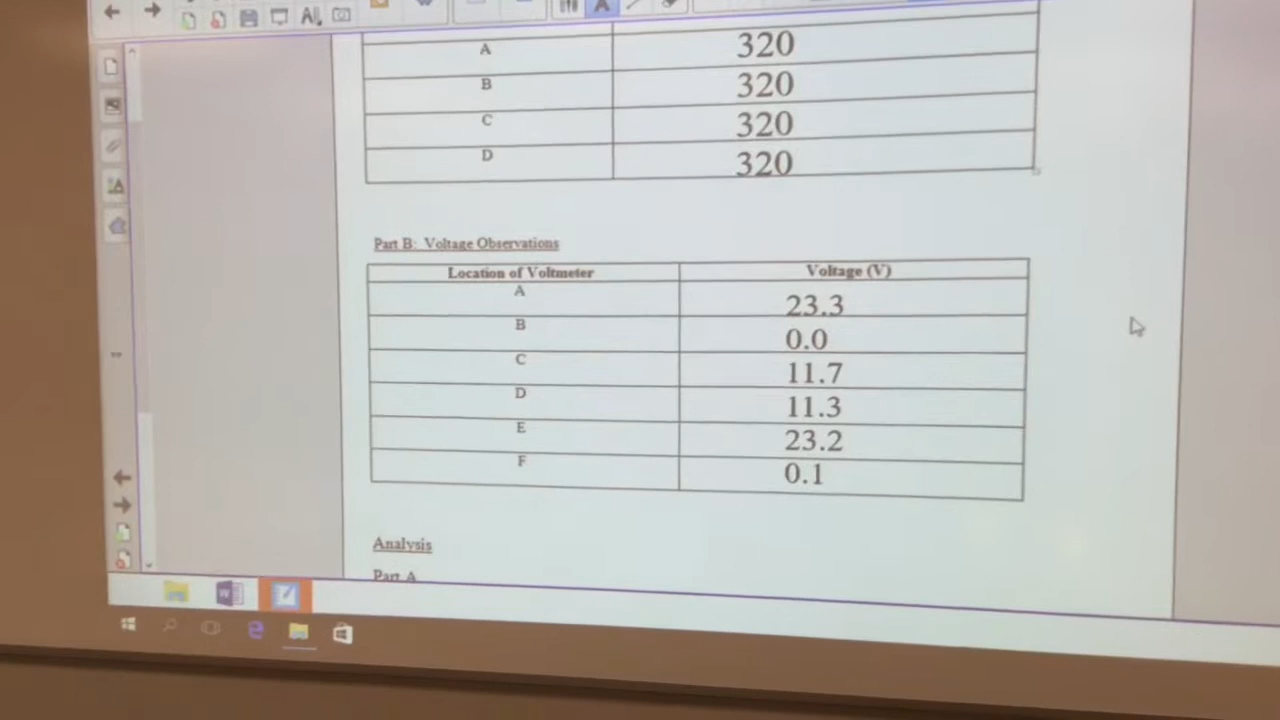 A 320
B 320
C 320
D 320
Part B: Voltage Observations
Location of Voltmeter Voltage (V)
A 23.3
B 0.0
C 11.7
D 11.3
E 23.2
F 0.1
Analysis
Part A